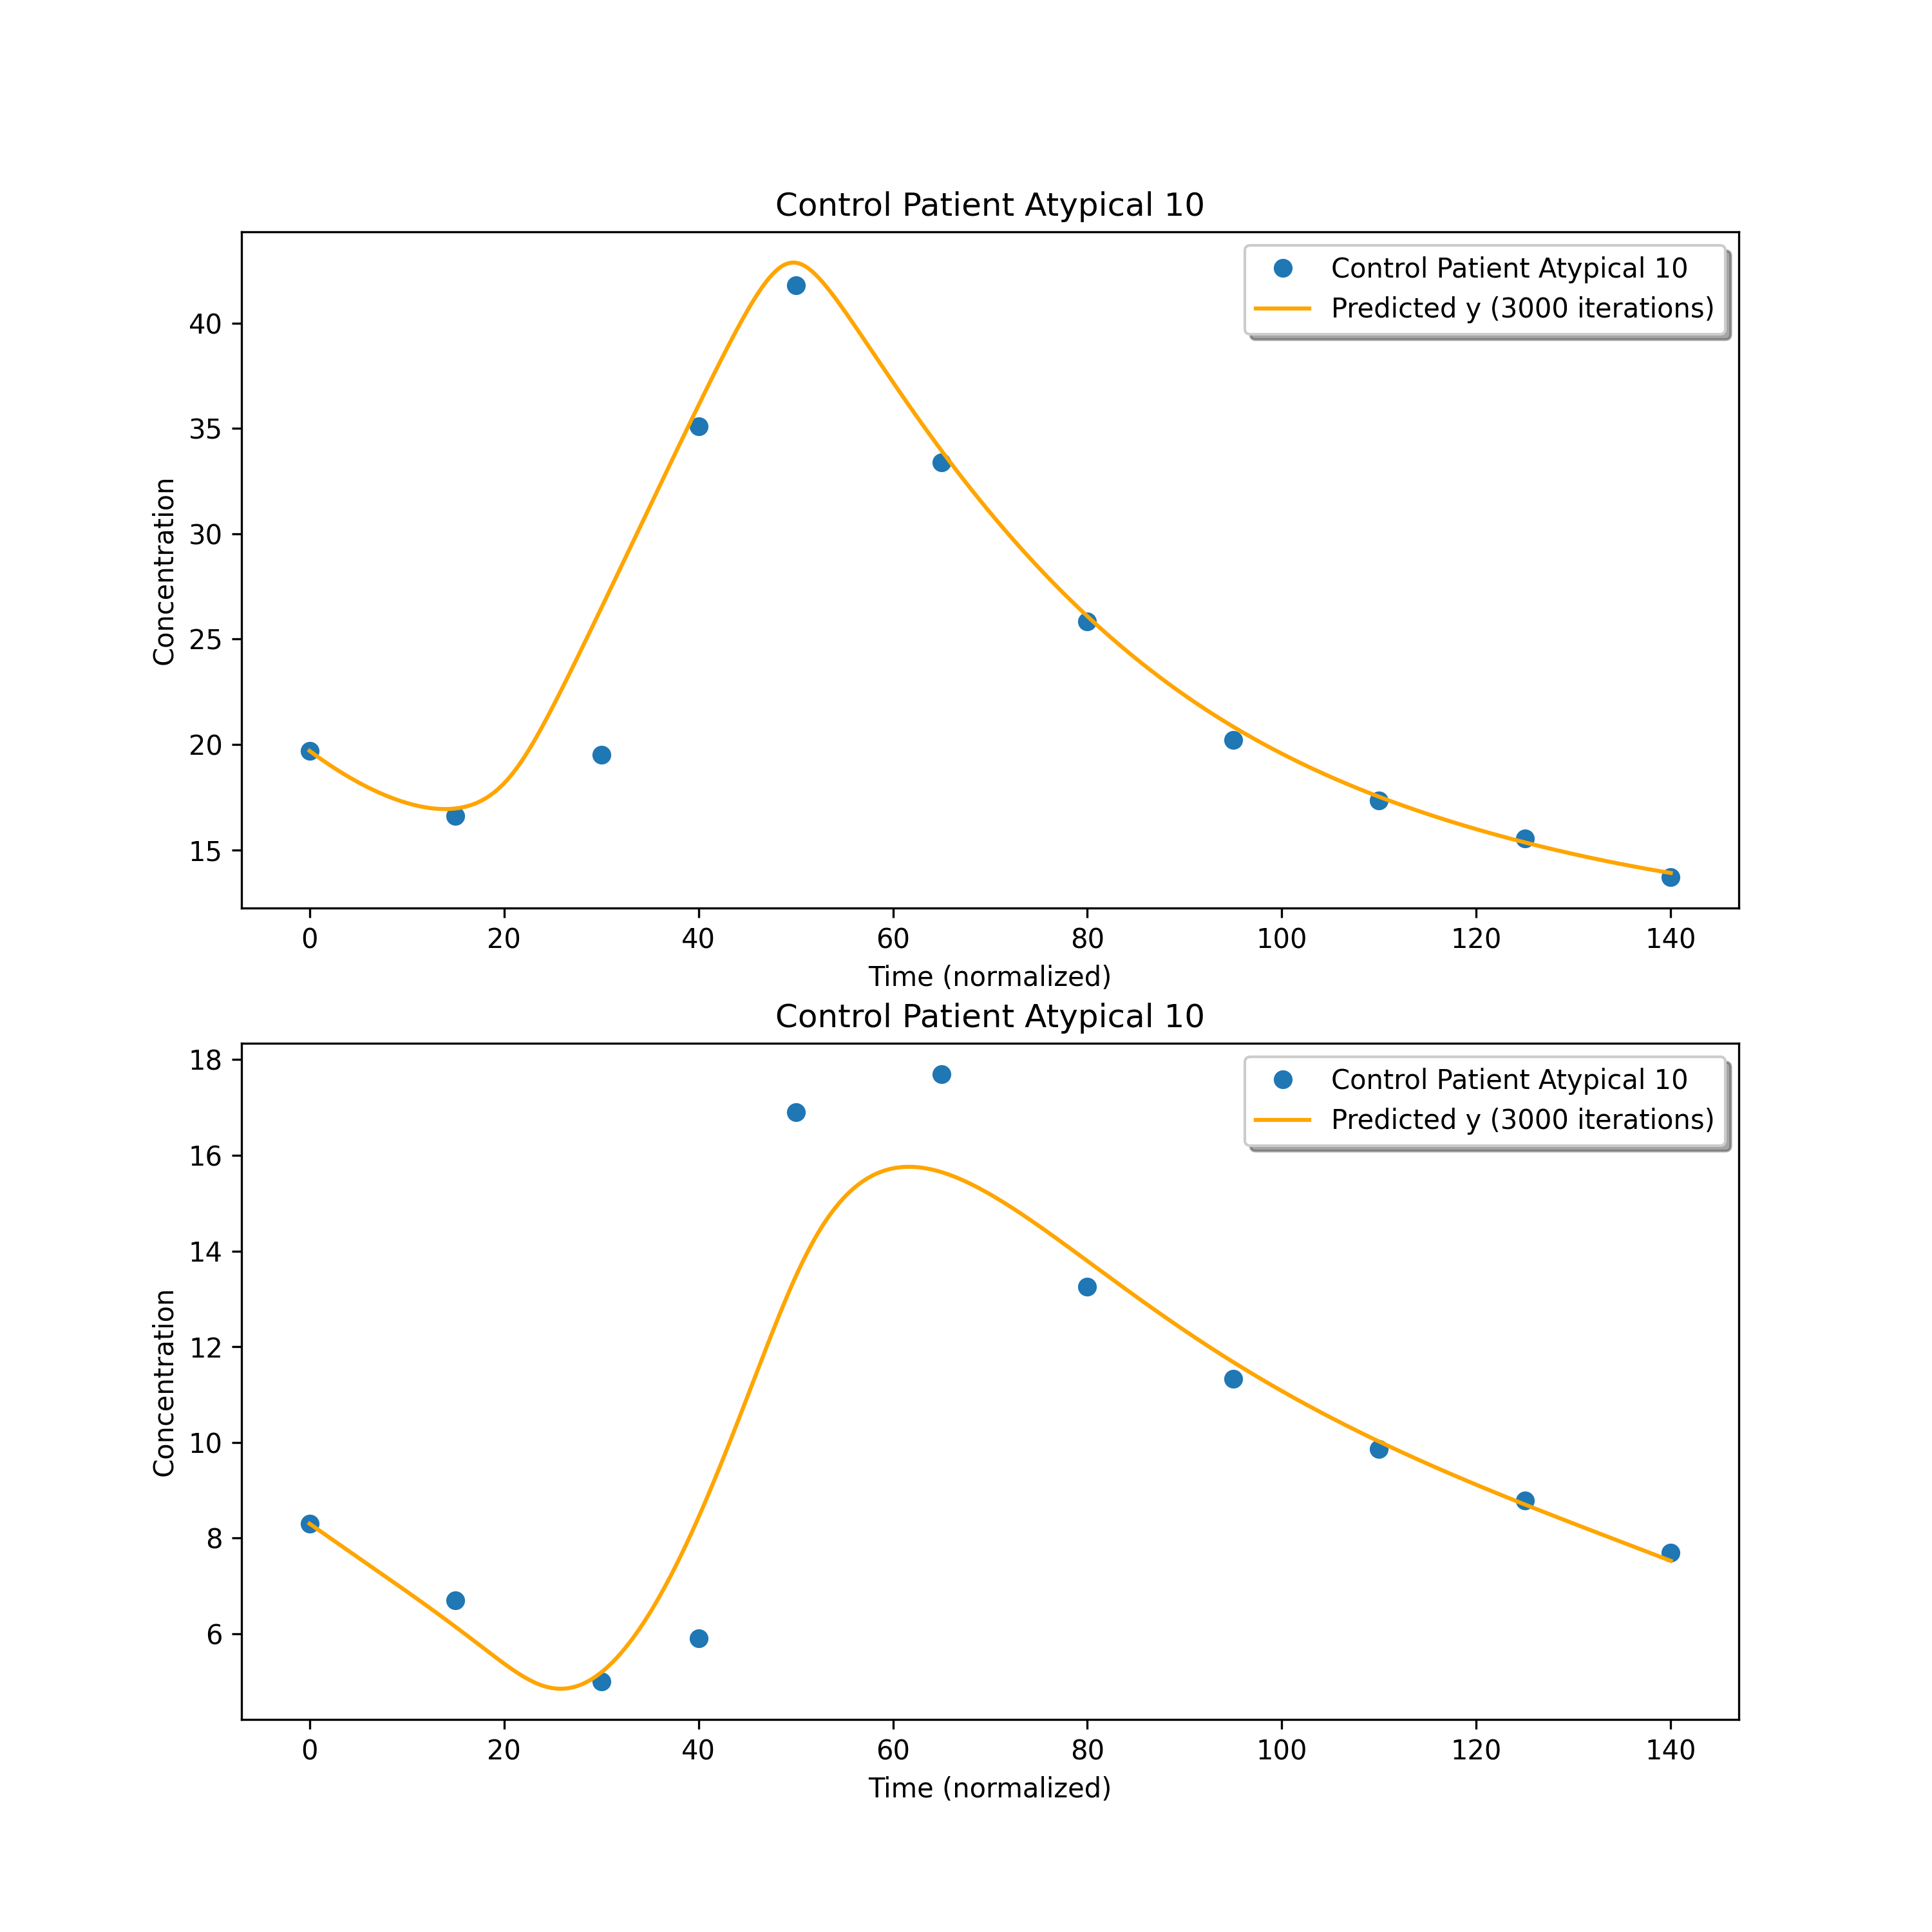 Control Patient Atypical 10
Control Patient Atypical 10
Predicted y (3000 iterations)
40
35
30
25
20
15
Concentration
0 20 40 60 80 100 120 140
Time (normalized)
Control Patient Atypical 10
Control Patient Atypical 10
Predicted y (3000 iterations)
18
16
14
12
10
8
6
Concentration
0 20 40 60 80 100 120 140
Time (normalized)